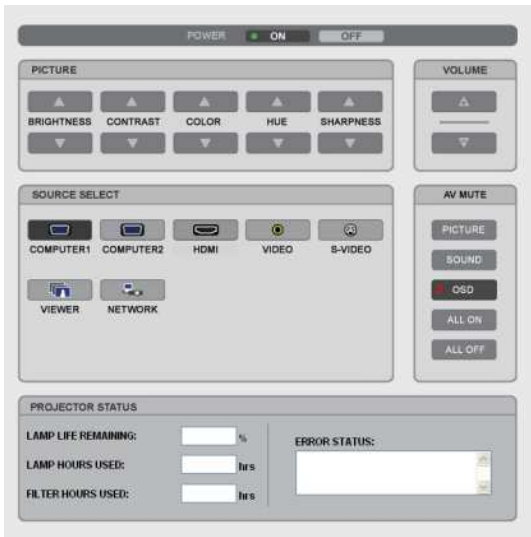 POWER ON OFF
PICTURE
BRIGHTNESS CONTRAST COLOR HUE SHARPNESS
VOLUME
SOURCE SELECT
COMPUTER1 COMPUTER2 HDMI VIDEO S-VIDEO
VIEWER NETWORK
AV MUTE
PICTURE
SOUND
OSD
ALL ON
ALL OFF
PROJECTOR STATUS
LAMP LIFE REMAINING: %
LAMP HOURS USED: hrs
FILTER HOURS USED: hrs
ERROR STATUS: